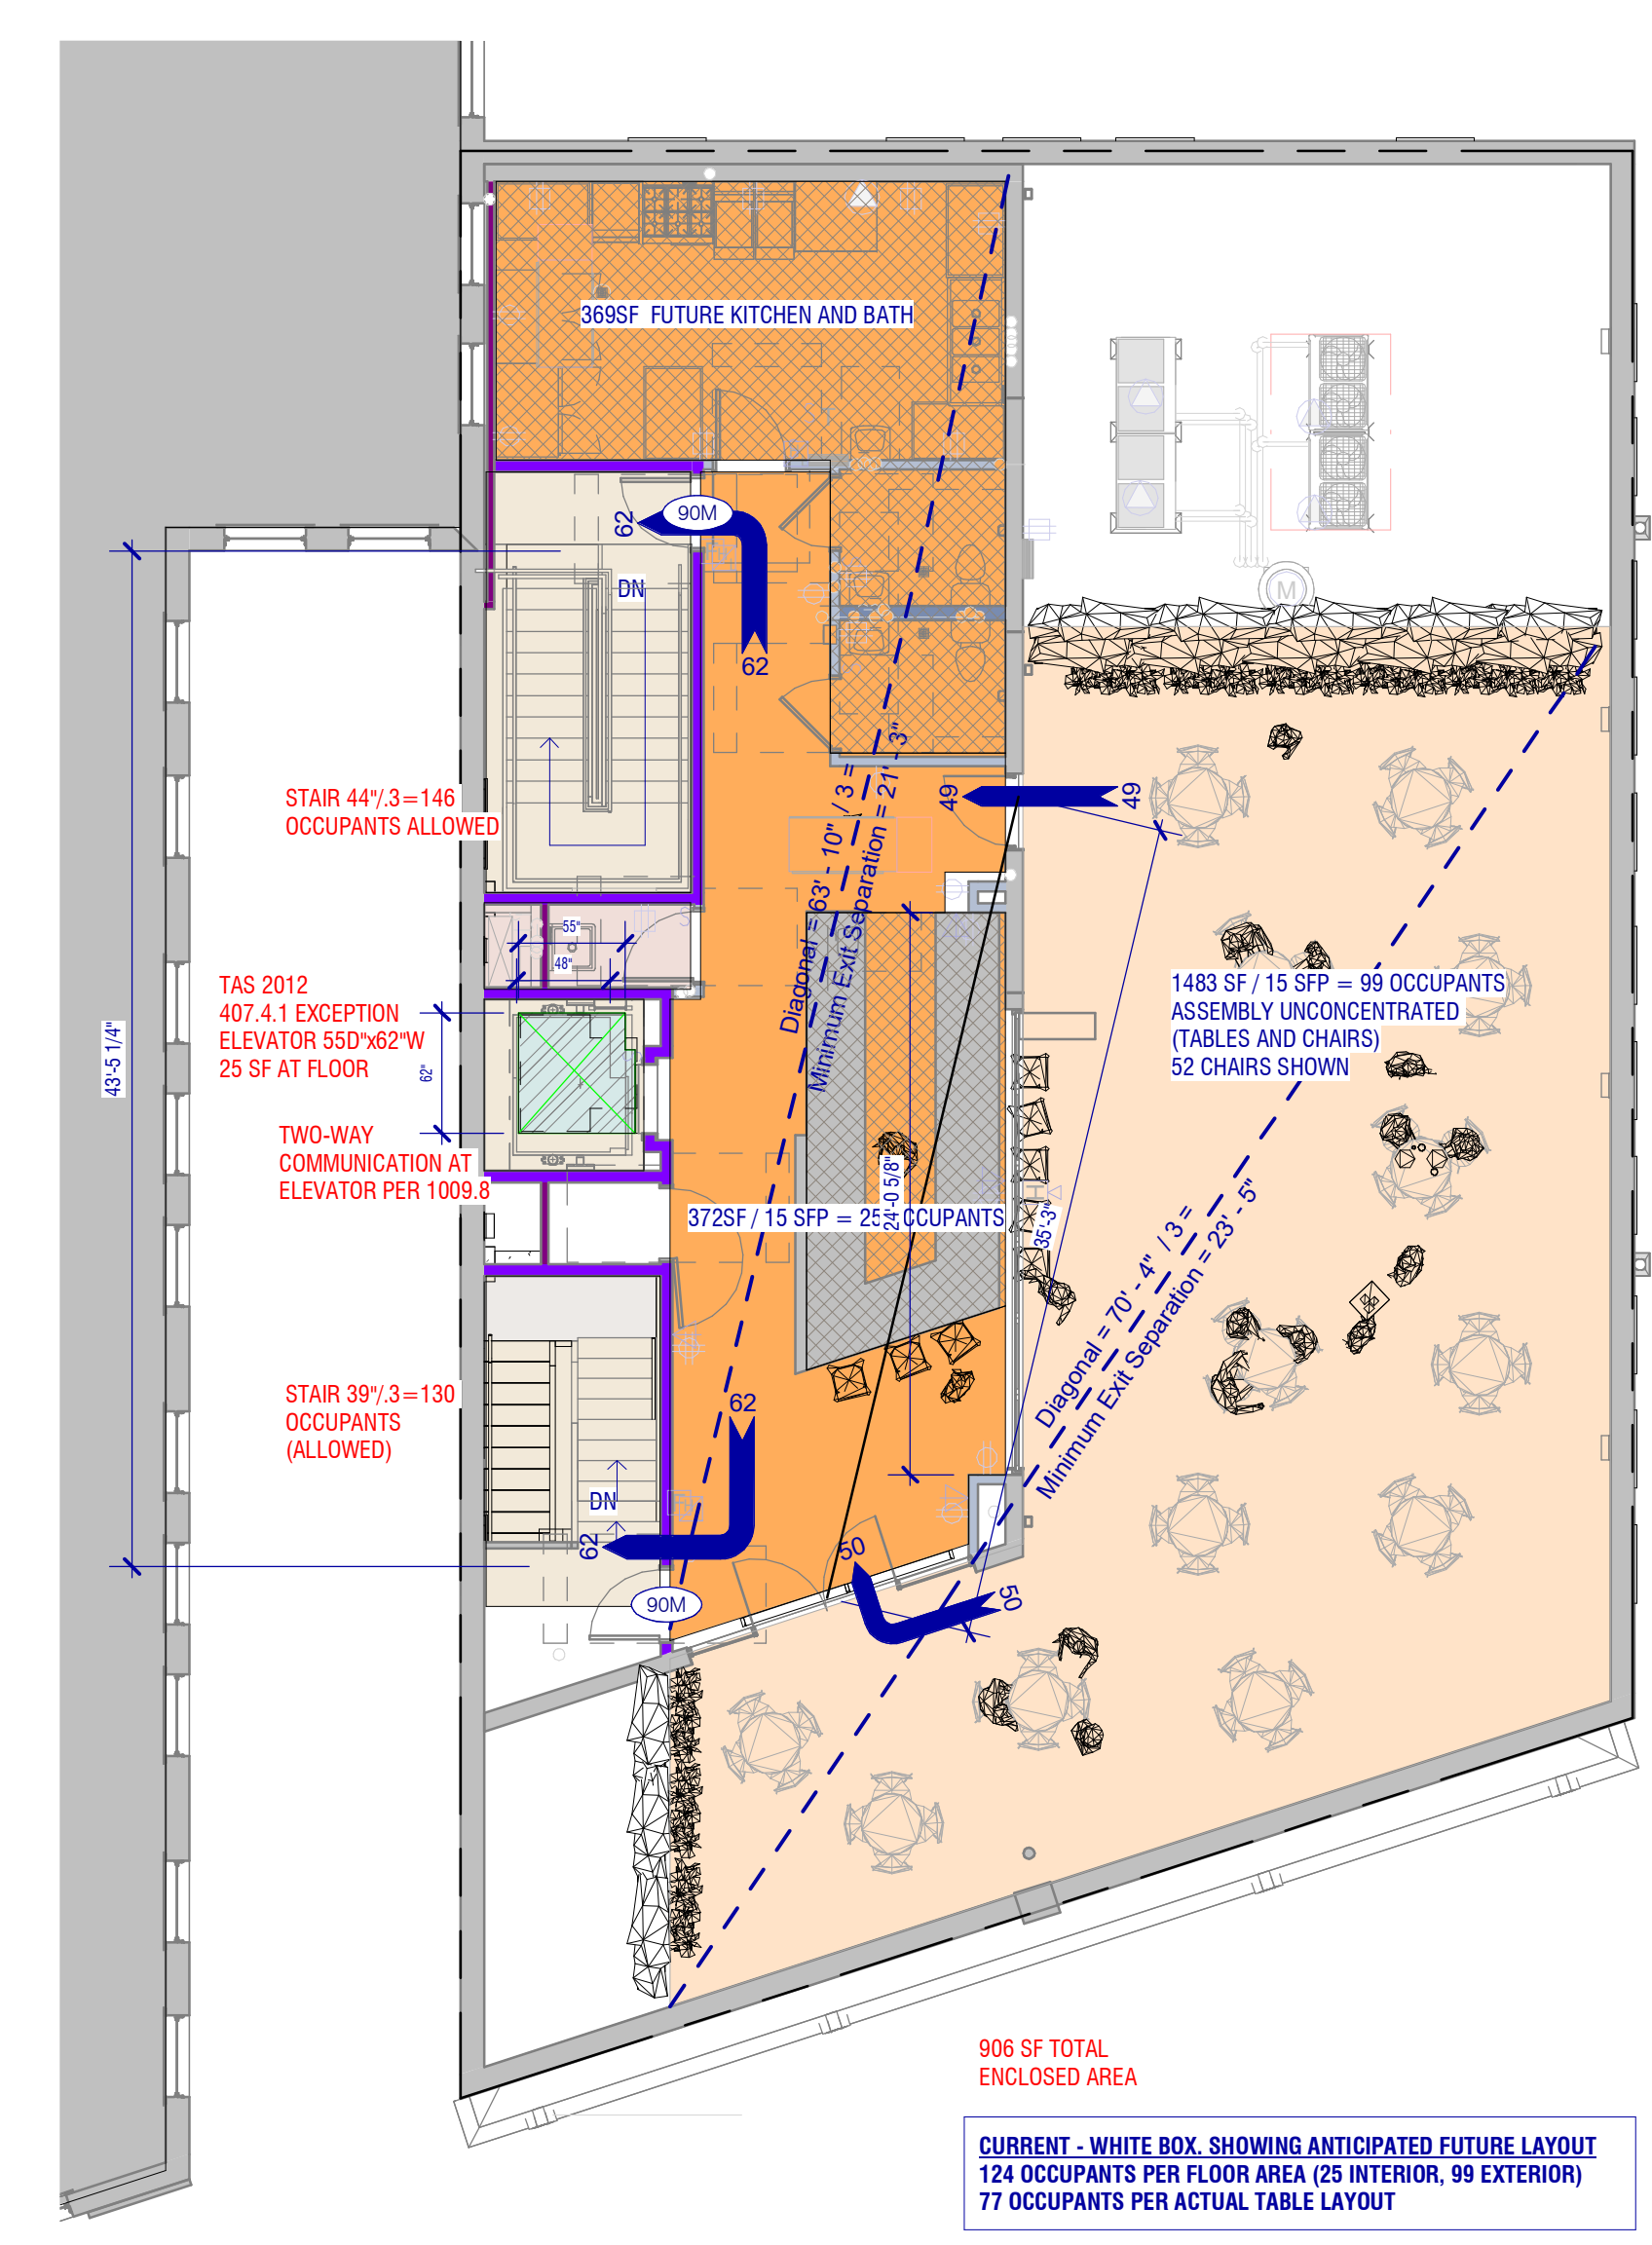 369SF FUTURE KITCHEN AND BATH
90M
62
DN
62
M
STAIR 44"/.3=146
OCCUPANTS ALLOWED
49
49
Diagonal = 63' - 10" / 3 =
Minimum Exit Separation = 21' - 3"
55"
48"
TAS 2012
407.4.1 EXCEPTION
ELEVATOR 55D"x62"W
25 SF AT FLOOR
62"
43'-5 1/4"
1483 SF / 15 SFP = 99 OCCUPANTS
ASSEMBLY UNCONCENTRATED
(TABLES AND CHAIRS)
52 CHAIRS SHOWN
TWO-WAY
COMMUNICATION AT
ELEVATOR PER 1009.8
24'-0 5/8"
372SF / 15 SFP = 25 OCCUPANTS
35'-3"
Diagonal = 70' - 4" / 3 =
Minimum Exit Separation = 23' - 5"
STAIR 39"/.3=130
OCCUPANTS
(ALLOWED)
62
DN
62
50
50
90M
906 SF TOTAL
ENCLOSED AREA
CURRENT - WHITE BOX. SHOWING ANTICIPATED FUTURE LAYOUT
124 OCCUPANTS PER FLOOR AREA (25 INTERIOR, 99 EXTERIOR)
77 OCCUPANTS PER ACTUAL TABLE LAYOUT